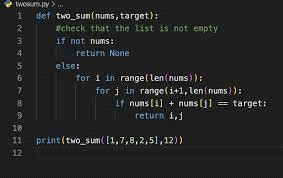 twosum.py > ...
1 def two_sum(nums,target):
2 #check that the list is not empty
3 if not nums:
4 return None
5 else:
6 for i in range(len(nums)):
7 for j in range(i+1,len(nums)):
8 if nums[i] + nums[j] == target:
9 return i,j
10
11 print(two_sum([1,7,8,2,5],12))
12